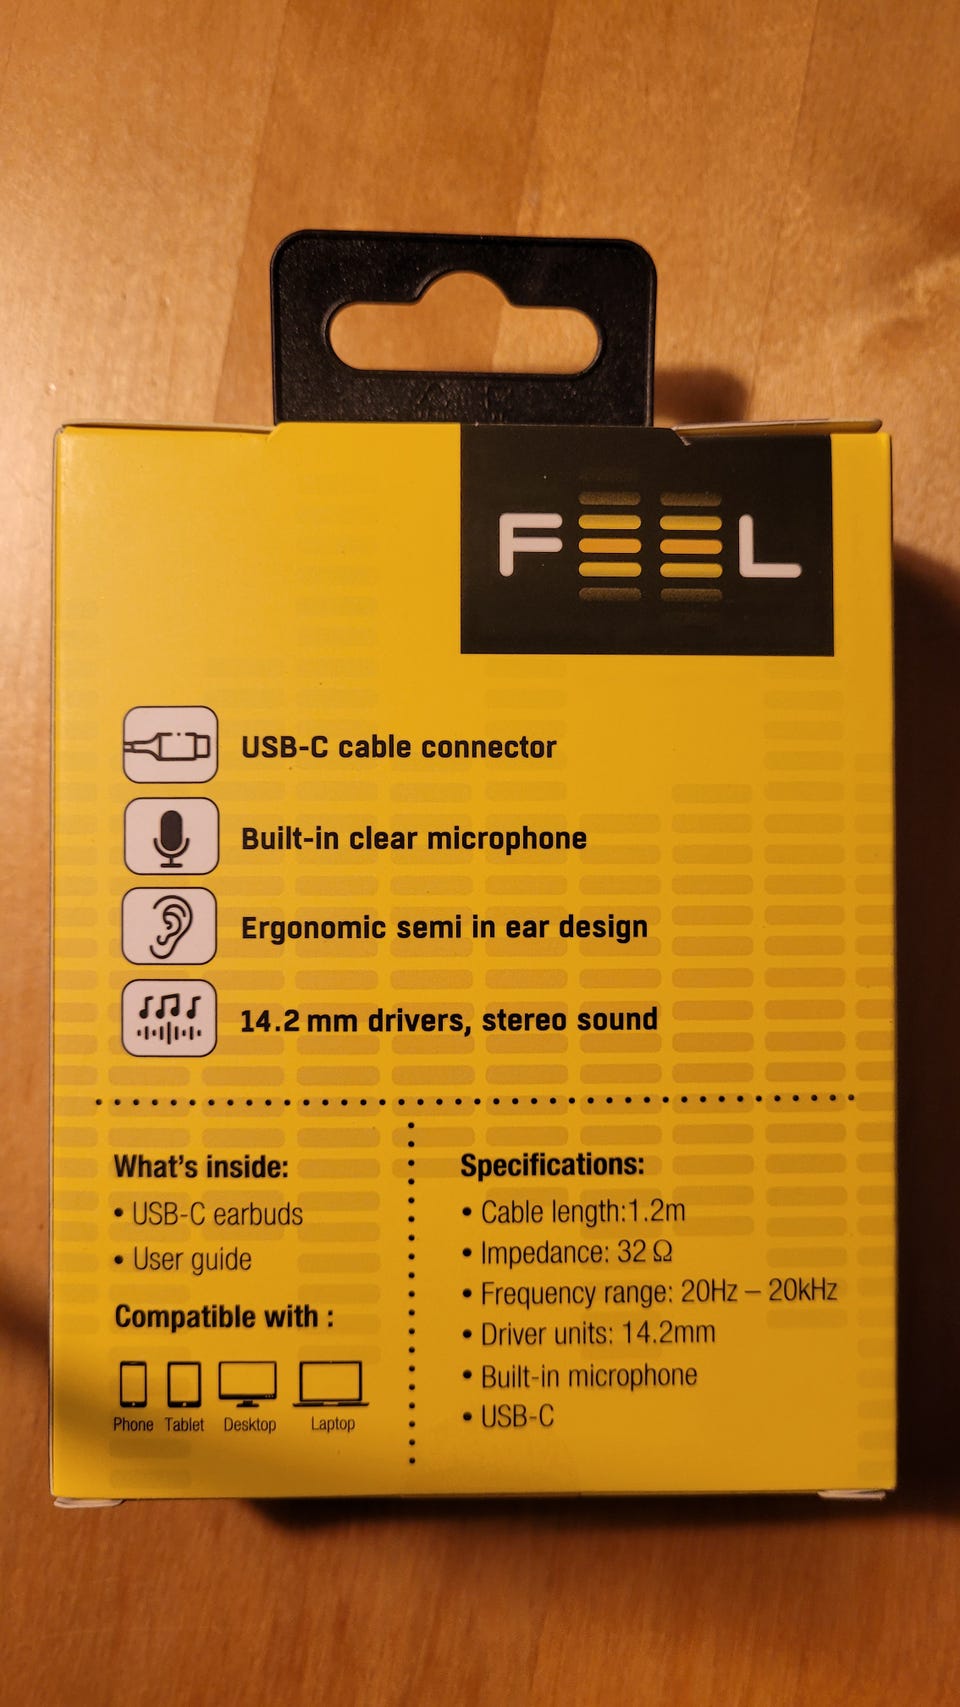 FEEL
USB-C cable connector
Built-in clear microphone
Ergonomic semi in ear design
14.2 mm drivers, stereo sound
What's inside:
• USB-C earbuds
• User guide
Compatible with :
Phone Tablet Desktop Laptop
Specifications:
• Cable length:1.2m
• Impedance: 32 Ω
• Frequency range: 20Hz – 20kHz
• Driver units: 14.2mm
• Built-in microphone
• USB-C